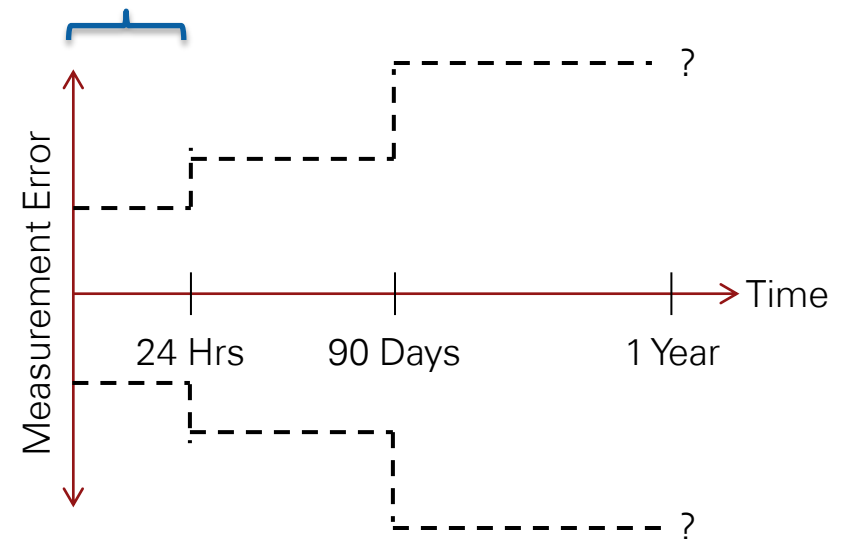 ?
Measurement Error
Time
24 Hrs
90 Days
1 Year
?